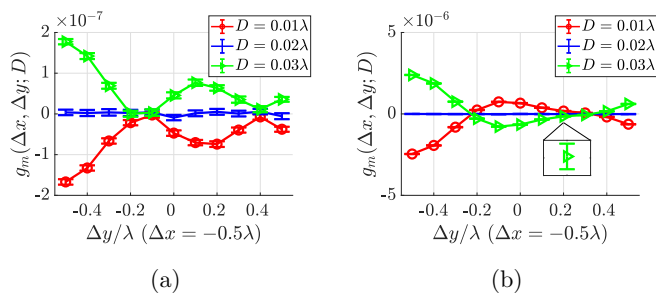 ×10⁻⁷
g_m(Δx, Δy; D)
2
1
0
-1
-2
D = 0.01λ
D = 0.02λ
D = 0.03λ
-0.4 -0.2 0 0.2 0.4
Δy/λ (Δx = −0.5λ)
(a)
×10⁻⁶
g_m(Δx, Δy; D)
5
0
-5
D = 0.01λ
D = 0.02λ
D = 0.03λ
-0.4 -0.2 0 0.2 0.4
Δy/λ (Δx = −0.5λ)
(b)